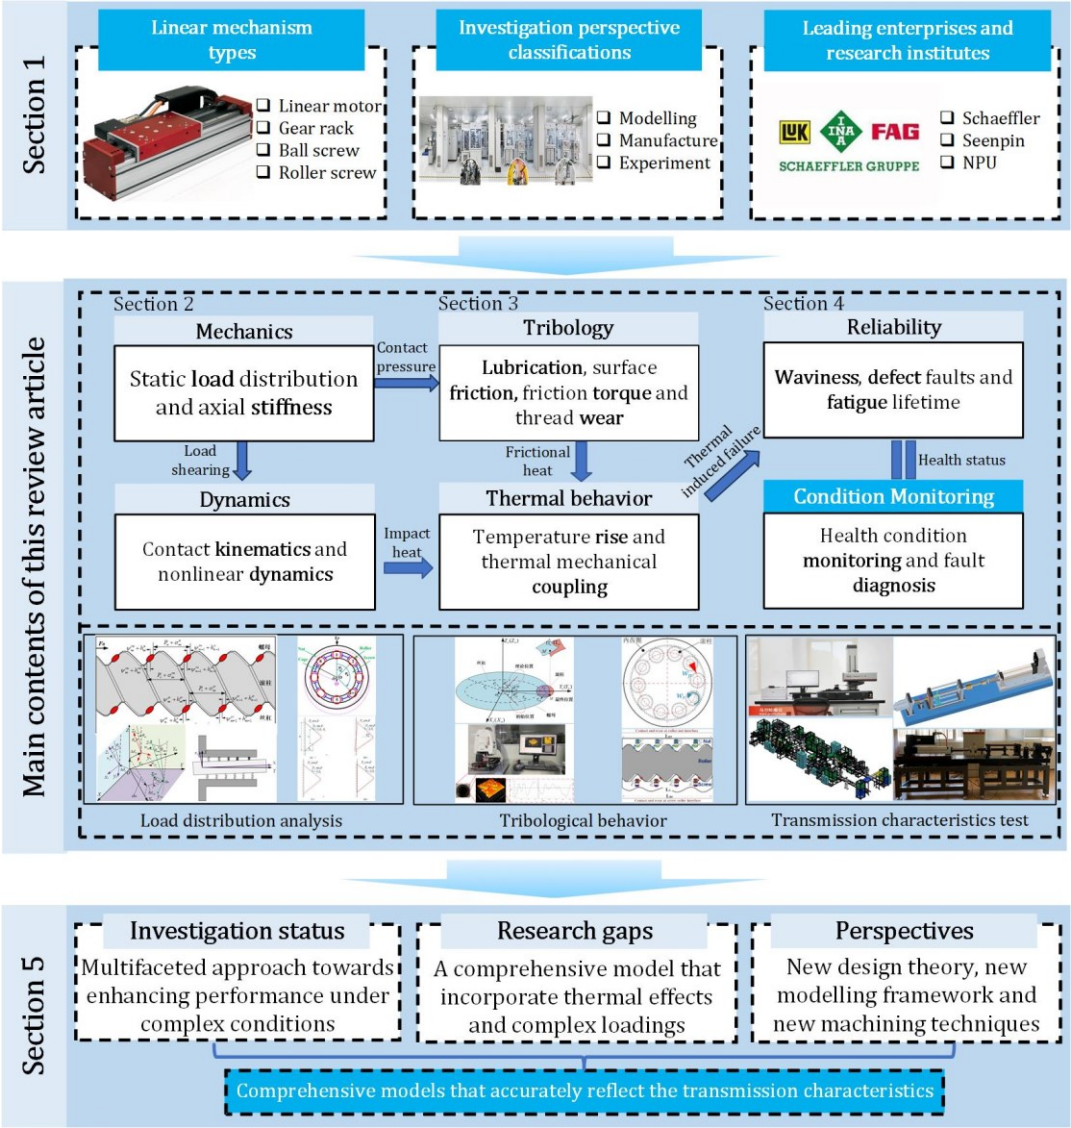 Section 1
Linear mechanism
types
Linear motor
Gear rack
Ball screw
Roller screw
Investigation perspective
classifications
Modelling
Manufacture
Experiment
Leading enterprises and
research institutes
LUK
INA
FAG
SCHAEFFLER GRUPPE
Schaeffler
Seenpin
NPU
Main contents of this review article
Section 2
Mechanics
Static load distribution
and axial stiffness
Contact
pressure
Load
shearing
Dynamics
Contact kinematics and
nonlinear dynamics
Impact
heat
Section 3
Tribology
Lubrication, surface
friction, friction torque and
thread wear
Frictional
heat
Thermal behavior
Temperature rise and
thermal mechanical
coupling
Thermal
induced failure
Section 4
Reliability
Waviness, defect faults and
fatigue lifetime
Health status
Condition Monitoring
Health condition
monitoring and fault
diagnosis
Load distribution analysis
Tribological behavior
Transmission characteristics test
Section 5
Investigation status
Multifaceted approach towards
enhancing performance under
complex conditions
Research gaps
A comprehensive model that
incorporate thermal effects
and complex loadings
Perspectives
New design theory, new
modelling framework and
new machining techniques
Comprehensive models that accurately reflect the transmission characteristics